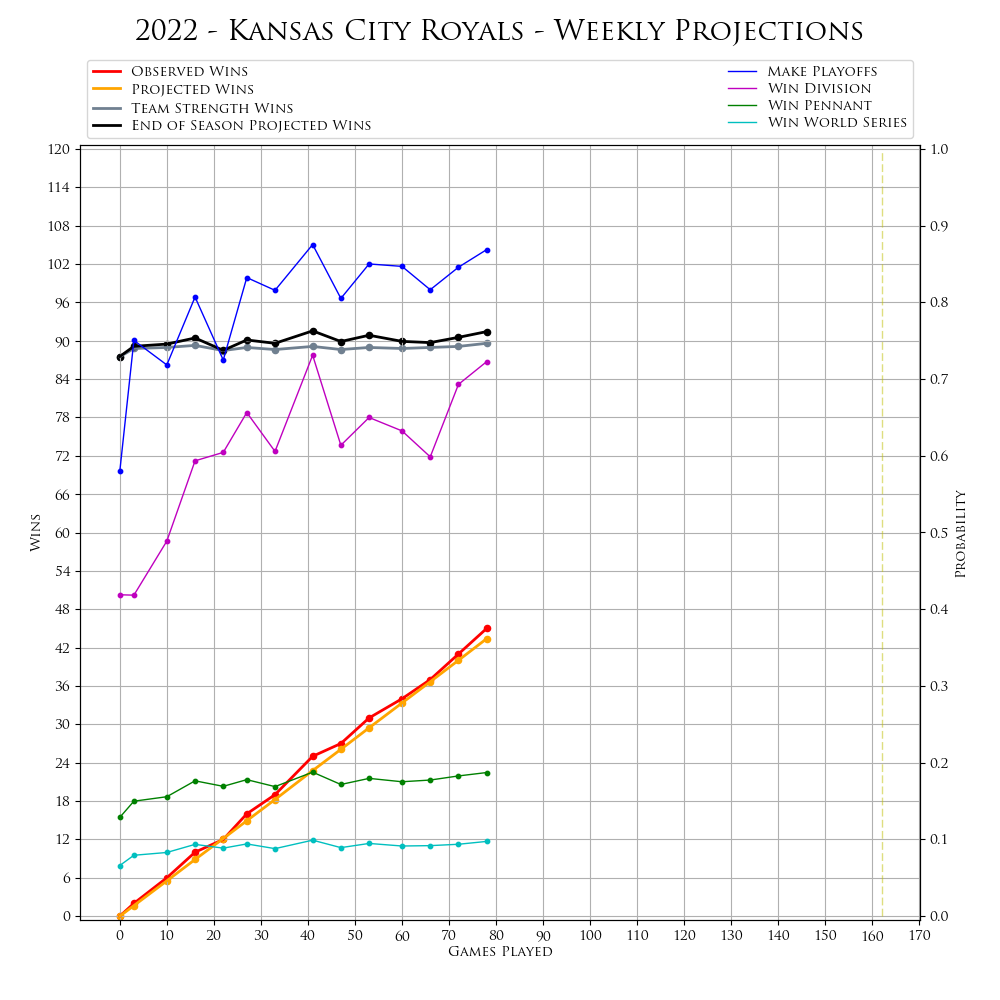 2022 - Kansas City Royals - Weekly Projections
Observed Wins
Projected Wins
Team Strength Wins
End of Season Projected Wins
Make Playoffs
Win Division
Win Pennant
Win World Series
120
114
108
102
96
90
84
78
72
66
60
54
48
42
36
30
24
18
12
6
0
Wins
1.0
0.9
0.8
0.7
0.6
0.5
0.4
0.3
0.2
0.1
0.0
Probability
0 10 20 30 40 50 60 70 80 90 100 110 120 130 140 150 160 170
Games Played